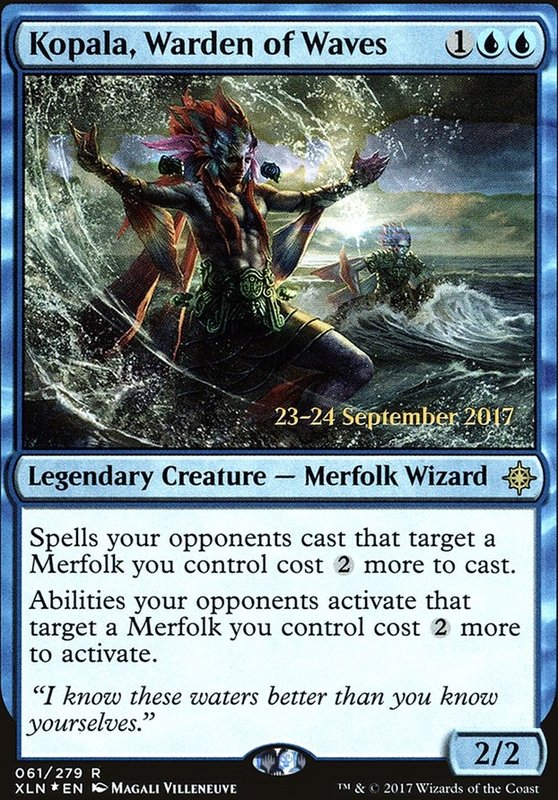 Kopala, Warden of Waves 1
23–24 September 2017
Legendary Creature — Merfolk Wizard
Spells your opponents cast that target a
Merfolk you control cost 2 more to cast.
Abilities your opponents activate that
target a Merfolk you control cost 2 more
to activate.
“I know these waters better than you know
yourselves.”
2/2
061/279 R
XLN ★ EN Magali Villeneuve
™ & © 2017 Wizards of the Coast